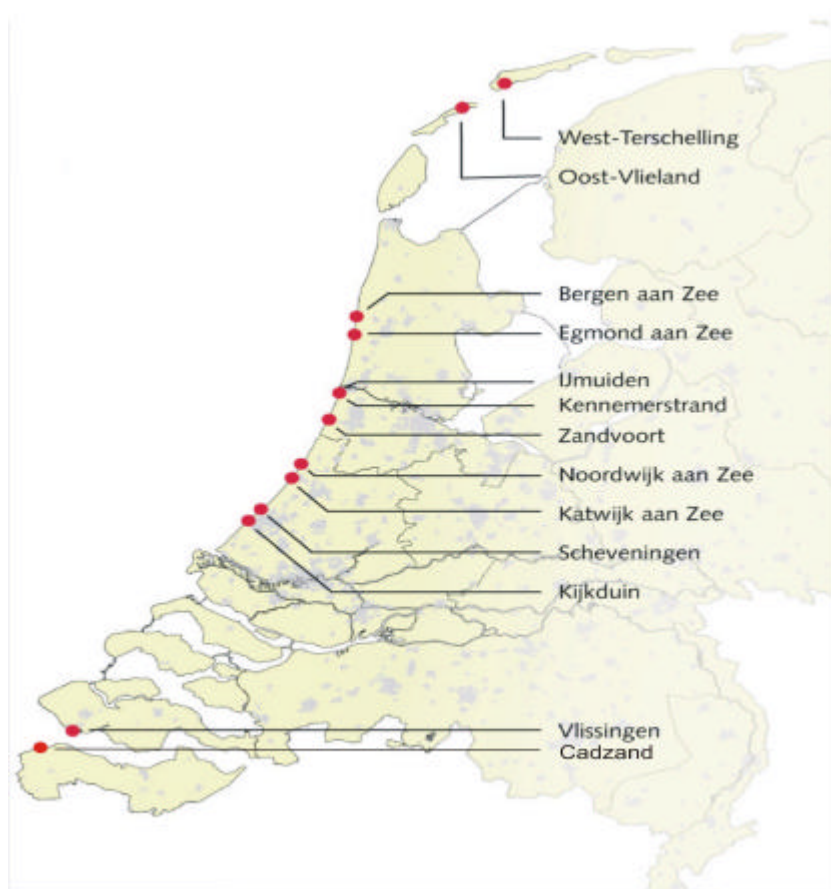 West-Terschelling
Oost-Vlieland
Bergen aan Zee
Egmond aan Zee
IJmuiden
Kennemerstrand
Zandvoort
Noordwijk aan Zee
Katwijk aan Zee
Scheveningen
Kijkduin
Vlissingen
Cadzand